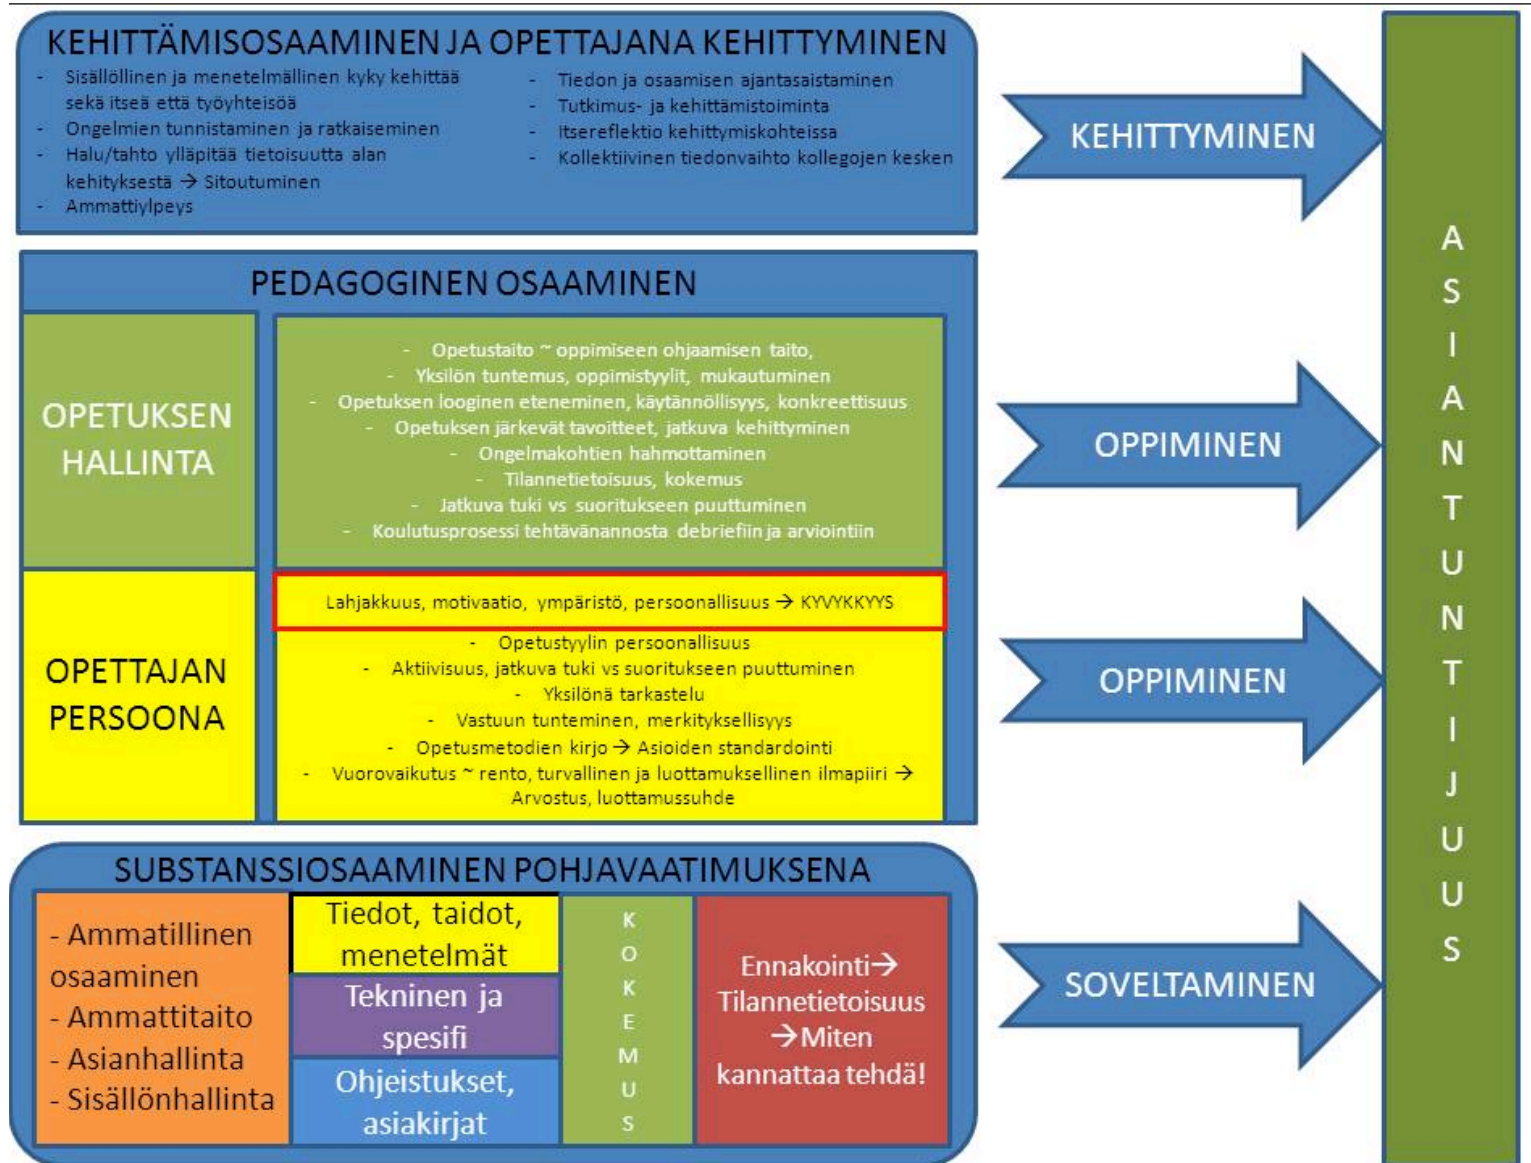 KEHITTÄMISOSAAMINEN JA OPETTAJANA KEHITTYMINEN
- Sisällöllinen ja menetelmällinen kyky kehittää
sekä itseä että työyhteisöä
- Ongelmien tunnistaminen ja ratkaiseminen
- Halu/tahto ylläpitää tietoisuutta alan
kehityksestä → Sitoutuminen
- Ammattiylpeys
- Tiedon ja osaamisen ajantasaistaminen
- Tutkimus- ja kehittämistoiminta
- Itsereflektio kehittymiskohteissa
- Kollektiivinen tiedonvaihto kollegojen kesken
KEHITTYMINEN
PEDAGOGINEN OSAAMINEN
OPETUKSEN
HALLINTA
- Opetustaito ~ oppimiseen ohjaamisen taito,
- Yksilön tuntemus, oppimistyylit, mukautuminen
- Opetuksen looginen eteneminen, käytännöllisyys, konkreettisuus
- Opetuksen järkevät tavoitteet, jatkuva kehittyminen
- Ongelmakohtien hahmottaminen
- Tilannetietoisuus, kokemus
- Jatkuva tuki vs suoritukseen puuttuminen
- Koulutusprosessi tehtävänannosta debriefiin ja arviointiin
OPPIMINEN
OPETTAJAN
PERSOONA
Lahjakkuus, motivaatio, ympäristö, persoonallisuus → KYVYKKYYS
- Opetustyylin persoonallisuus
- Aktiivisuus, jatkuva tuki vs suoritukseen puuttuminen
- Yksilönä tarkastelu
- Vastuun tunteminen, merkityksellisyys
- Opetusmetodien kirjo → Asioiden standardointi
- Vuorovaikutus ~ rento, turvallinen ja luottamuksellinen ilmapiiri →
Arvostus, luottamussuhde
OPPIMINEN
SUBSTANSSIOSAAMINEN POHJAVAATIMUKSENA
- Ammatillinen
osaaminen
- Ammattitaito
- Asianhallinta
- Sisällönhallinta
Tiedot, taidot,
menetelmät
Tekninen ja
spesifi
Ohjeistukset,
asiakirjat
KOKEMUS
Ennakointi→
Tilannetietoisuus
→Miten
kannattaa tehdä!
SOVELTAMINEN
ASIANTUNTIJUUS